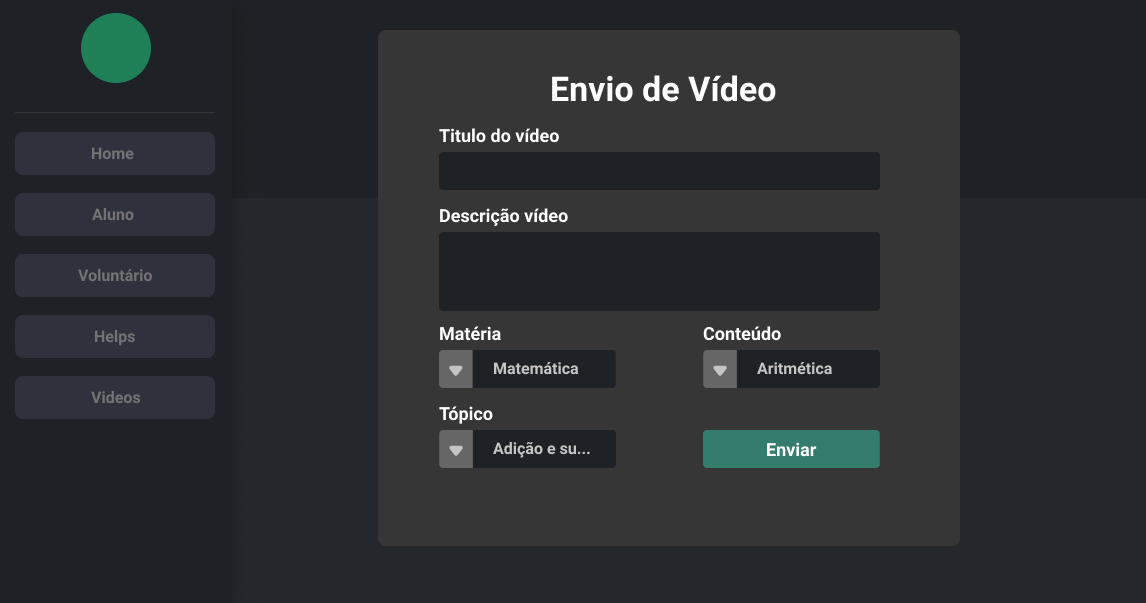 Home
Aluno
Voluntário
Helps
Videos
Envio de Vídeo
Titulo do vídeo
Descrição vídeo
Matéria
Conteúdo
Matemática
Aritmética
Tópico
Adição e su...
Enviar